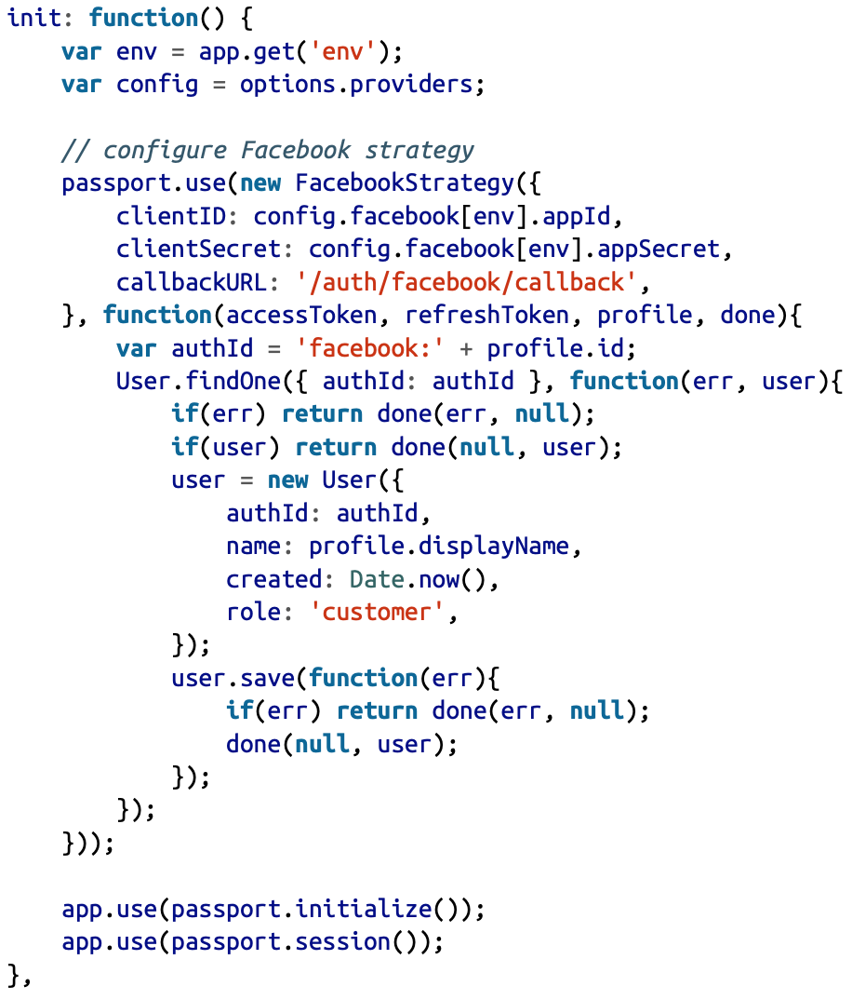 init: function() {
    var env = app.get('env');
    var config = options.providers;

    // configure Facebook strategy
    passport.use(new FacebookStrategy({
        clientID: config.facebook[env].appId,
        clientSecret: config.facebook[env].appSecret,
        callbackURL: '/auth/facebook/callback',
    }, function(accessToken, refreshToken, profile, done){
        var authId = 'facebook:' + profile.id;
        User.findOne({ authId: authId }, function(err, user){
            if(err) return done(err, null);
            if(user) return done(null, user);
            user = new User({
                authId: authId,
                name: profile.displayName,
                created: Date.now(),
                role: 'customer',
            });
            user.save(function(err){
                if(err) return done(err, null);
                done(null, user);
            });
        });
    }));

    app.use(passport.initialize());
    app.use(passport.session());
},